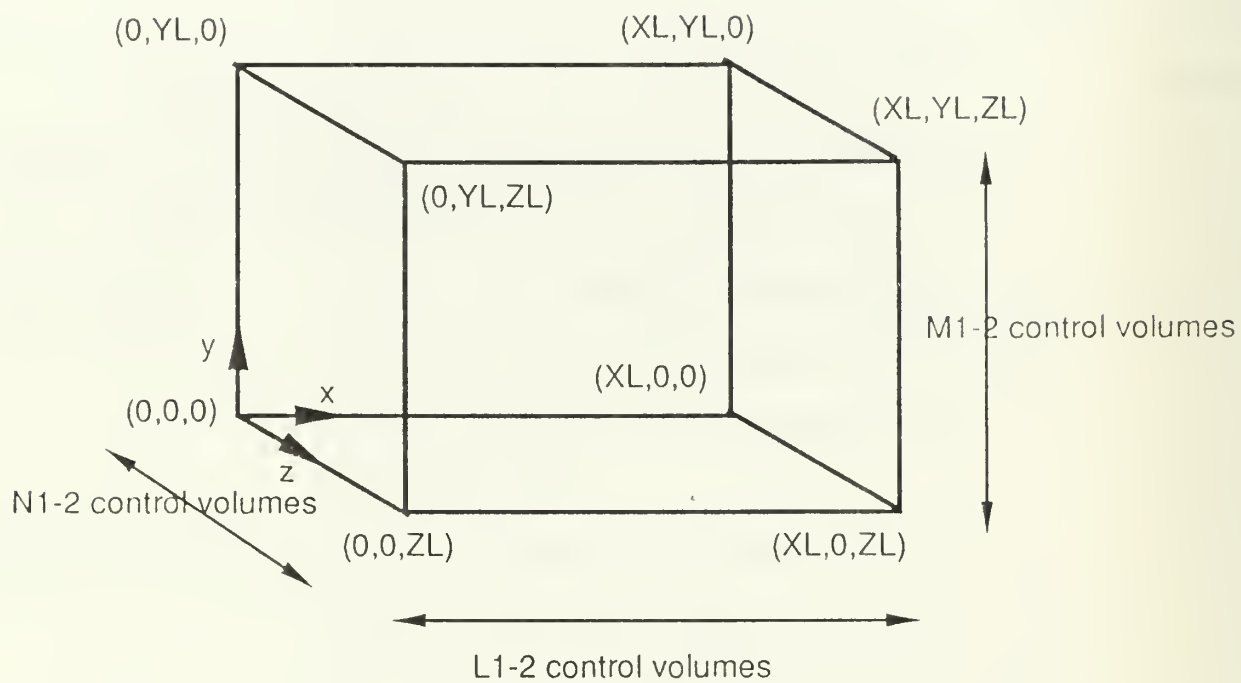 (0,YL,0)
(XL,YL,0)
(XL,YL,ZL)
(0,YL,ZL)
M1-2 control volumes
y
(XL,0,0)
x
(0,0,0)
z
N1-2 control volumes
(0,0,ZL)
(XL,0,ZL)
L1-2 control volumes